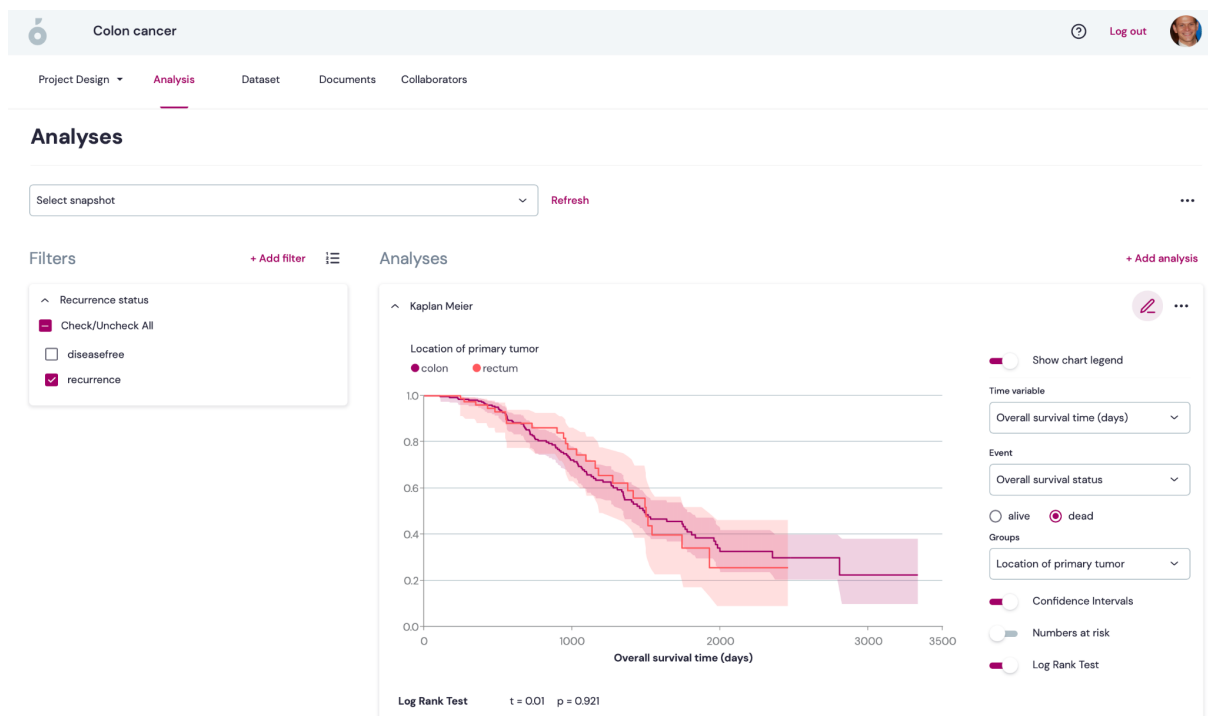 Colon cancer
Log out
Project Design
Analysis
Dataset
Documents
Collaborators
Analyses
Select snapshot
Refresh
Filters
+ Add filter
Recurrence status
Check/Uncheck All
diseasefree
recurrence
Analyses
+ Add analysis
Kaplan Meier
Location of primary tumor
colon rectum
1.0
0.8
0.6
0.4
0.2
0.0
0 1000 2000 3000 3500
Overall survival time (days)
Log Rank Test t = 0.01 p = 0.921
Show chart legend
Time variable
Overall survival time (days)
Event
Overall survival status
alive dead
Groups
Location of primary tumor
Confidence Intervals
Numbers at risk
Log Rank Test